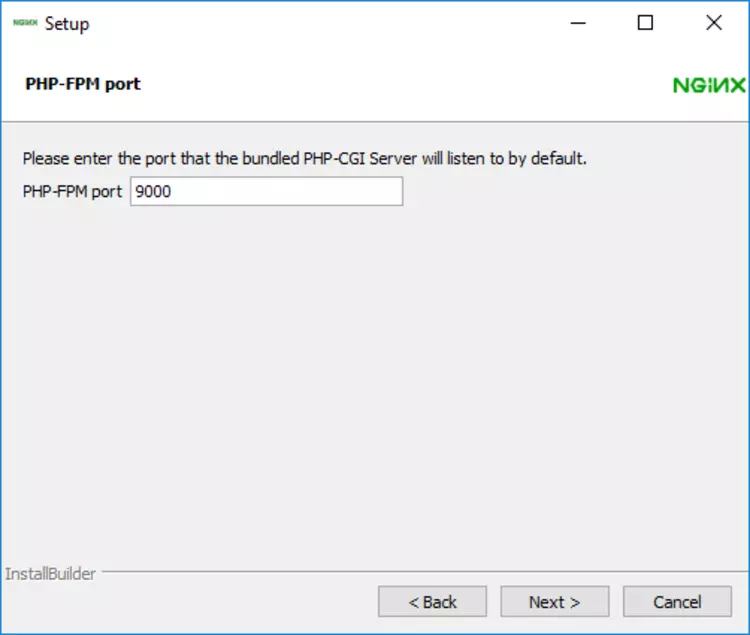 NGINX Setup
PHP-FPM port
NGINX
Please enter the port that the bundled PHP-CGI Server will listen to by default.
PHP-FPM port 9000
InstallBuilder
< Back Next > Cancel